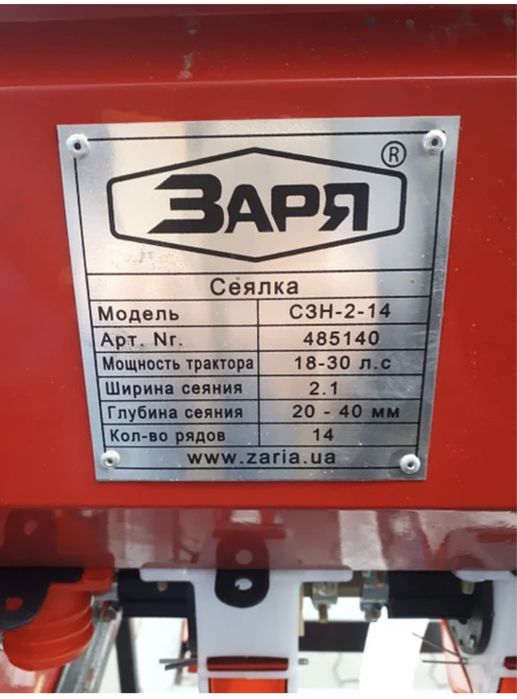 ЗАРЯ ®
Сеялка
Модель СЗН-2-14
Арт. Nr. 485140
Мощность трактора 18-30 л.с
Ширина сеяния 2.1
Глубина сеяния 20 - 40 мм
Кол-во рядов 14
www.zaria.ua